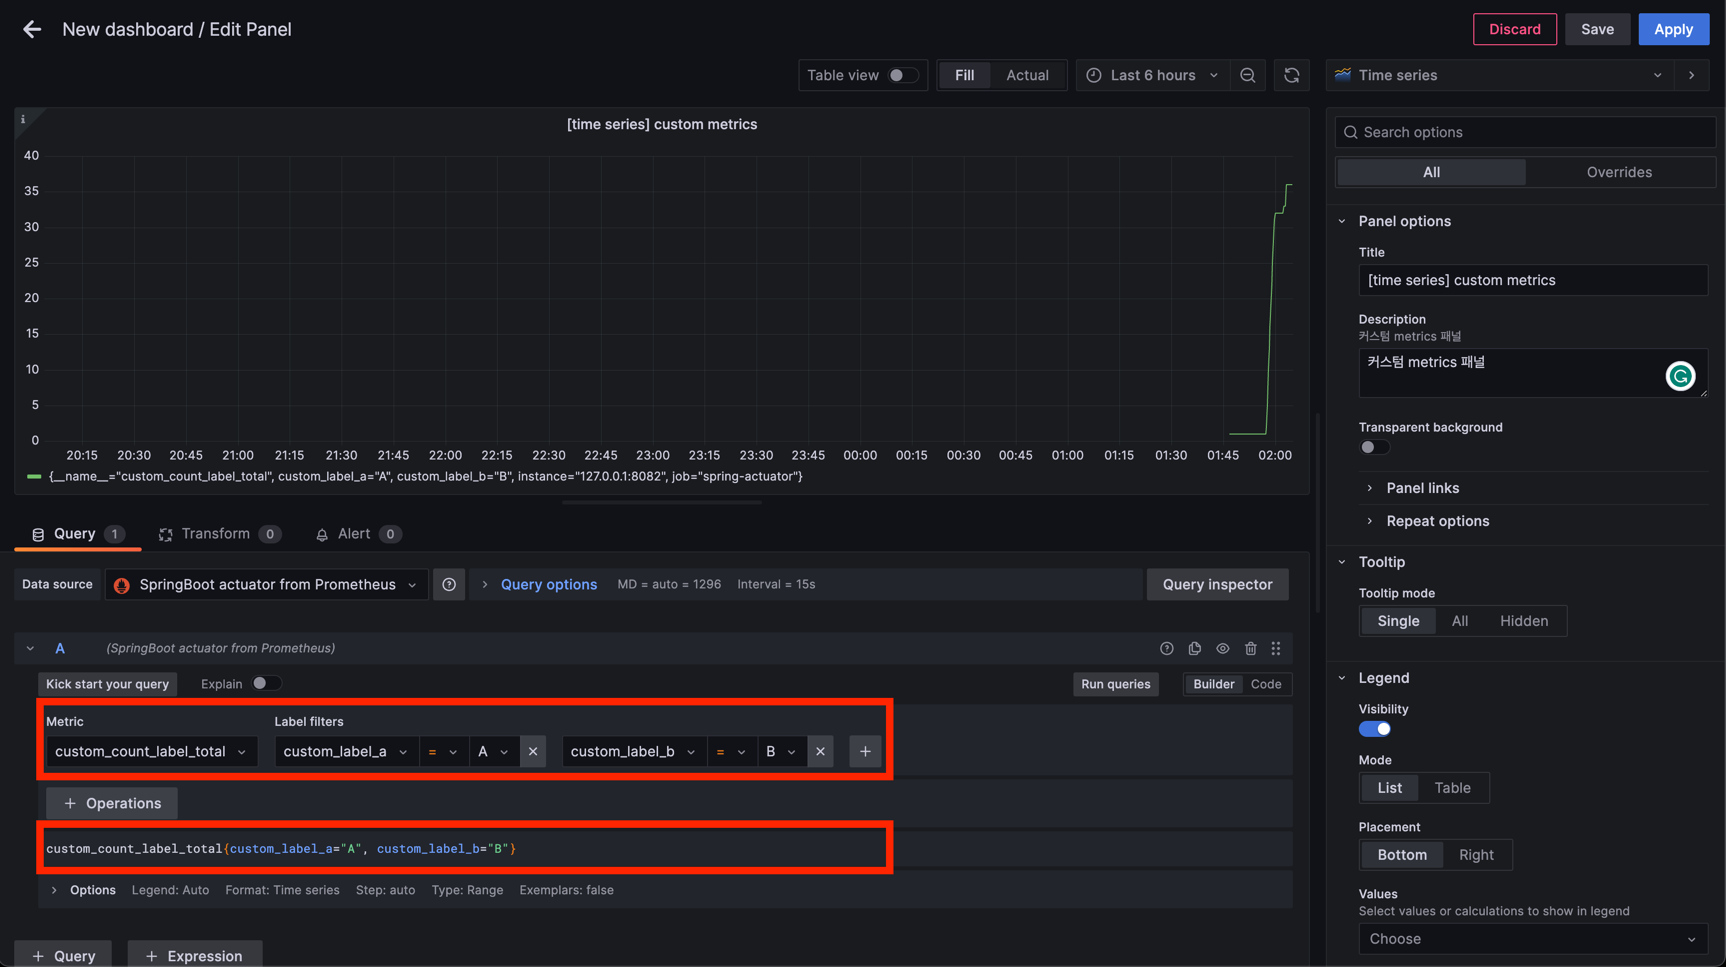 New dashboard / Edit Panel
Discard
Save
Apply
Table view
Fill
Actual
Last 6 hours
Time series
i
[time series] custom metrics
40
35
30
25
20
15
10
5
0
20:15 20:30 20:45 21:00 21:15 21:30 21:45 22:00 22:15 22:30 22:45 23:00 23:15 23:30 23:45 00:00 00:15 00:30 00:45 01:00 01:15 01:30 01:45 02:00
{__name__="custom_count_label_total", custom_label_a="A", custom_label_b="B", instance="127.0.0.1:8082", job="spring-actuator"}
Query 1
Transform 0
Alert 0
Data source
SpringBoot actuator from Prometheus
Query options
MD = auto = 1296
Interval = 15s
Query inspector
A
(SpringBoot actuator from Prometheus)
Kick start your query
Explain
Run queries
Builder
Code
Metric
Label filters
custom_count_label_total
custom_label_a = A
custom_label_b = B
+ Operations
custom_count_label_total{custom_label_a="A", custom_label_b="B"}
Options
Legend: Auto
Format: Time series
Step: auto
Type: Range
Exemplars: false
+ Query
+ Expression
Search options
All
Overrides
Panel options
Title
[time series] custom metrics
Description
커스텀 metrics 패널
커스텀 metrics 패널
Transparent background
Panel links
Repeat options
Tooltip
Tooltip mode
Single
All
Hidden
Legend
Visibility
Mode
List
Table
Placement
Bottom
Right
Values
Select values or calculations to show in legend
Choose